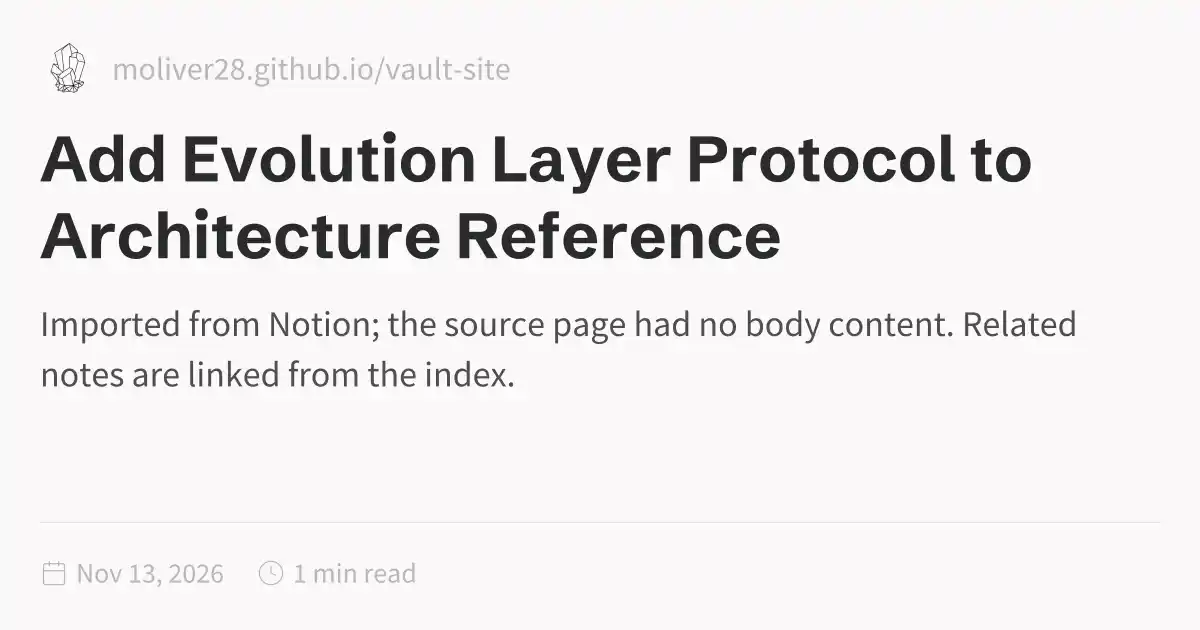 moliver28.github.io/vault-site
Add Evolution Layer Protocol to
Architecture Reference
Imported from Notion; the source page had no body content. Related
notes are linked from the index.
Nov 13, 2026
1 min read